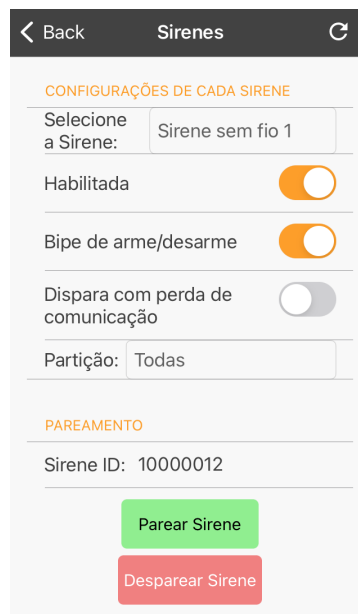 Back Sirenes
CONFIGURAÇÕES DE CADA SIRENE
Selecione
a Sirene: Sirene sem fio 1
Habilitada
Bipe de arme/desarme
Dispara com perda de
comunicação
Partição: Todas
PAREAMENTO
Sirene ID: 10000012
Parear Sirene
Desparear Sirene